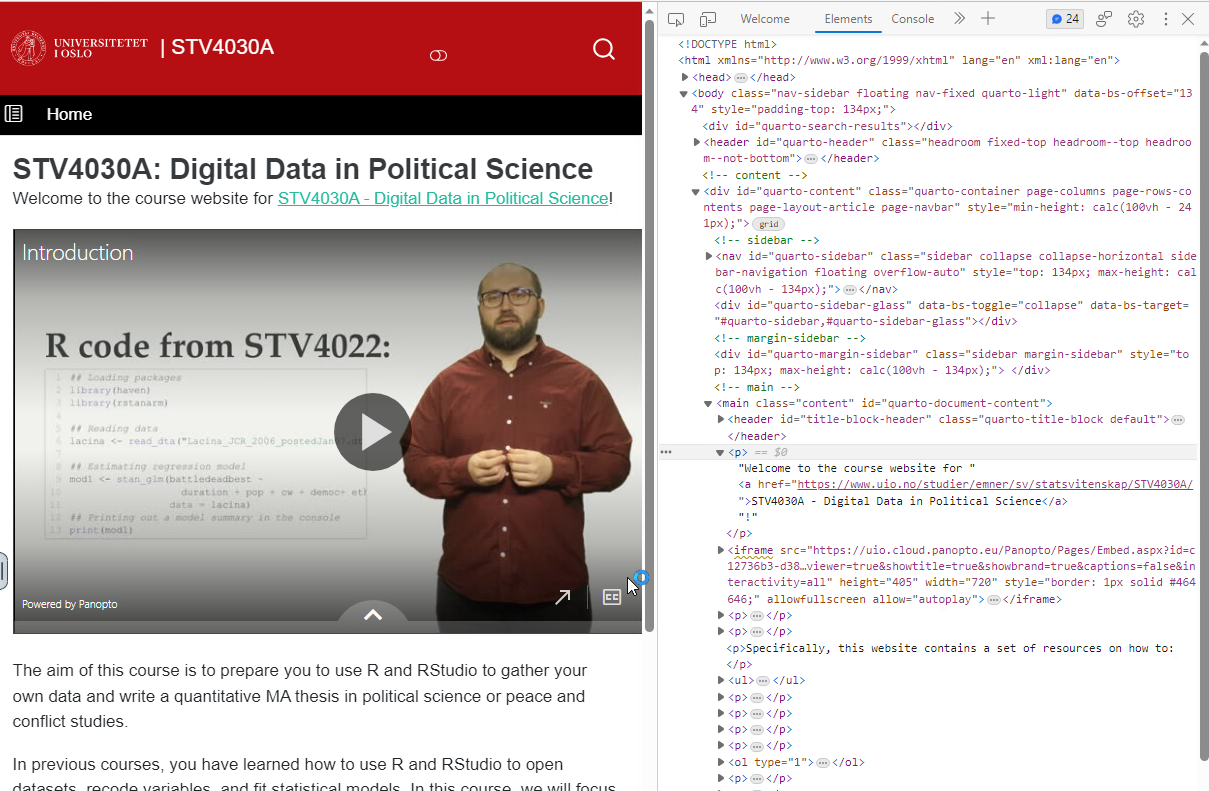 UNIVERSITETET
I OSLO
| STV4030A
Home
STV4030A: Digital Data in Political Science
Welcome to the course website for STV4030A - Digital Data in Political Science!
Introduction
R code from STV4022:
1 ## Loading packages
2 library(haven)
3 library(rstanarm)
4
5 ## Reading data
6 lacina <- read_dta("Lacina_JCR_2006_postedJan07.dt
7
8 ## Estimating regression model
9 modl <- stan_glm(battledeadbest ~
10 duration + pop + cw + democ+ et
11 data = lacina)
12 ## Printing out a model summary in the console
13 print(modl)
Powered by Panopto
CC
The aim of this course is to prepare you to use R and RStudio to gather your
own data and write a quantitative MA thesis in political science or peace and
conflict studies.
In previous courses, you have learned how to use R and RStudio to open
datasets, recode variables, and fit statistical models. In this course, we will focus
Welcome Elements Console 24
<!DOCTYPE html>
<html xmlns="http://www.w3.org/1999/xhtml" lang="en" xml:lang="en">
<head> … </head>
<body class="nav-sidebar floating nav-fixed quarto-light" data-bs-offset="13
4" style="padding-top: 134px;">
<div id="quarto-search-results"></div>
<header id="quarto-header" class="headroom fixed-top headroom--top headroo
m--not-bottom"> … </header>
<!-- content -->
<div id="quarto-content" class="quarto-container page-columns page-rows-co
ntents page-layout-article page-navbar" style="min-height: calc(100vh - 24
1px);"> grid
<!-- sidebar -->
<nav id="quarto-sidebar" class="sidebar collapse collapse-horizontal side
bar-navigation floating overflow-auto" style="top: 134px; max-height: cal
c(100vh - 134px);"> … </nav>
<div id="quarto-sidebar-glass" data-bs-toggle="collapse" data-bs-target=
"#quarto-sidebar,#quarto-sidebar-glass"></div>
<!-- margin-sidebar -->
<div id="quarto-margin-sidebar" class="sidebar margin-sidebar" style="to
p: 134px; max-height: calc(100vh - 134px);"> </div>
<!-- main -->
<main class="content" id="quarto-document-content">
<header id="title-block-header" class="quarto-title-block default"> …
</header>
… <p> == $0
"Welcome to the course website for "
<a href="https://www.uio.no/studier/emner/sv/statsvitenskap/STV4030A/
">STV4030A - Digital Data in Political Science</a>
"!"
</p>
<iframe src="https://uio.cloud.panopto.eu/Panopto/Pages/Embed.aspx?id=c
12736b3-d38…viewer=true&showtitle=true&showbrand=true&captions=false&in
teractivity=all" height="405" width="720" style="border: 1px solid #464
646;" allowfullscreen allow="autoplay"> … </iframe>
<p> … </p>
<p> … </p>
<p>Specifically, this website contains a set of resources on how to:
</p>
<ul> … </ul>
<p> … </p>
<p> … </p>
<p> … </p>
<p> … </p>
<ol type="1"> … </ol>
<p> … </p>